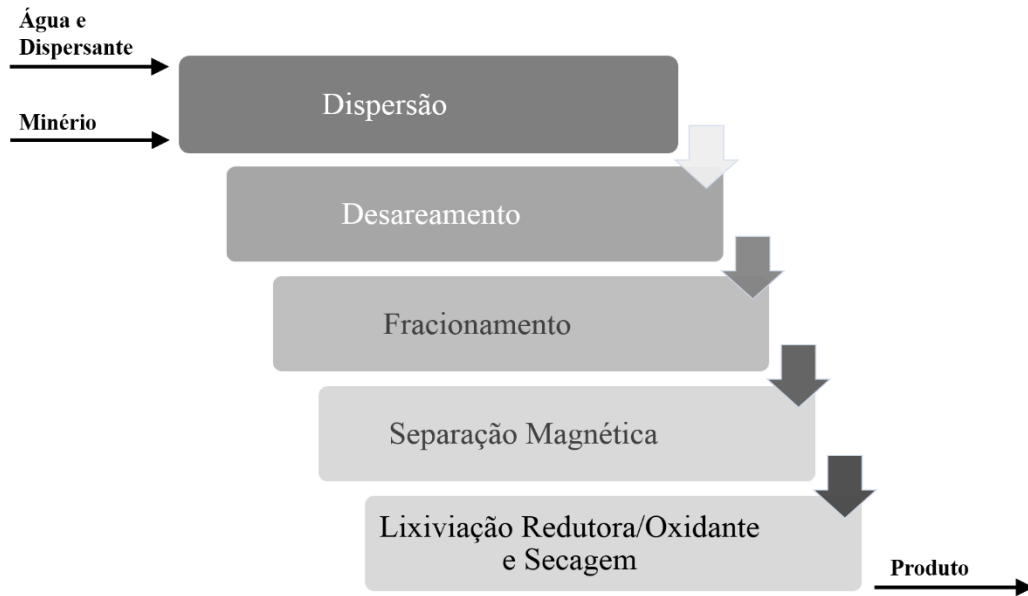 Água e
Dispersante
Dispersão
Minério
Desareamento
Fracionamento
Separação Magnética
Lixiviação Redutora/Oxidante
e Secagem
Produto